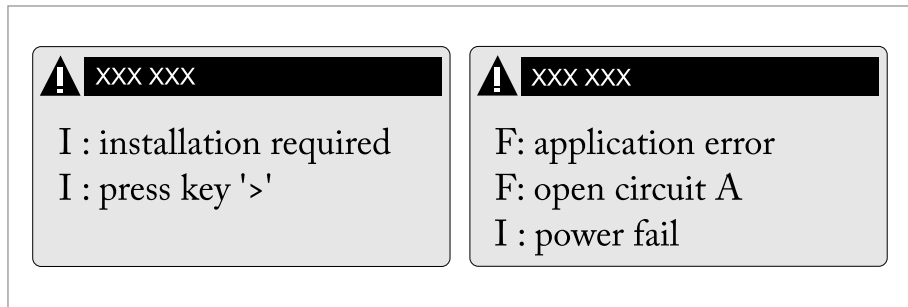 XXX XXX
I : installation required
I : press key '>'
XXX XXX
F: application error
F: open circuit A
I : power fail